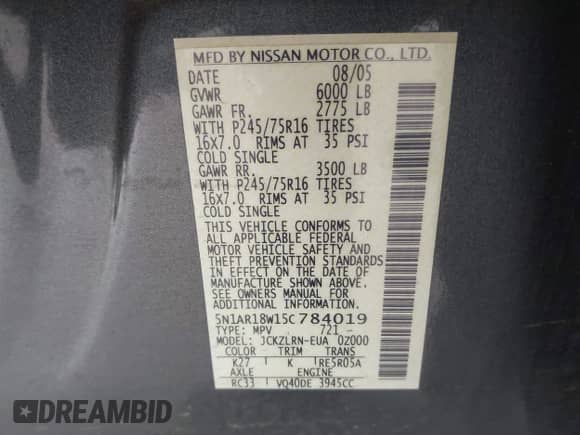 MFD BY NISSAN MOTOR CO., LTD.
DATE 08/05
GVWR 6000 LB
GAWR FR. 2775 LB
WITH P245/75R16 TIRES
16X7.0 RIMS AT 35 PSI
COLD SINGLE
GAWR RR. 3500 LB
WITH P245/75R16 TIRES
16X7.0 RIMS AT 35 PSI
COLD SINGLE
THIS VEHICLE CONFORMS TO
ALL APPLICABLE FEDERAL
MOTOR VEHICLE SAFETY AND
THEFT PREVENTION STANDARDS
IN EFFECT ON THE DATE OF
MANUFACTURE SHOWN ABOVE.
SEE OWNERS MANUAL FOR
ADDITIONAL INFORMATION.
5N1AR18W15C784019
TYPE: MPV 721 -
MODEL: JCKZLRN-EUA 0Z000
COLOR TRIM TRANS
K27 K RE5R05A
AXLE ENGINE
RC33 VQ40DE 3945CC
DREAMBID